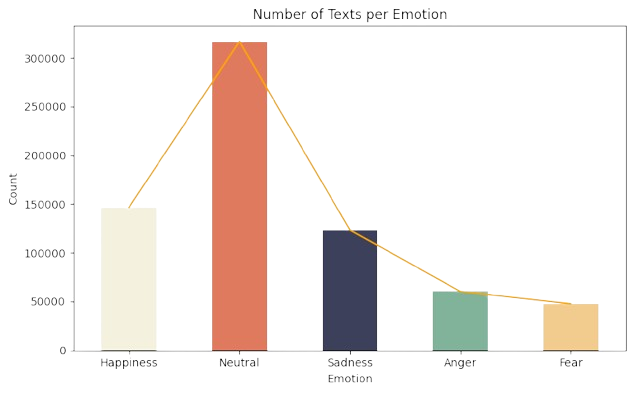 Number of Texts per Emotion
300000
250000
200000
150000
100000
50000
0
Count
Happiness Neutral Sadness Anger Fear
Emotion